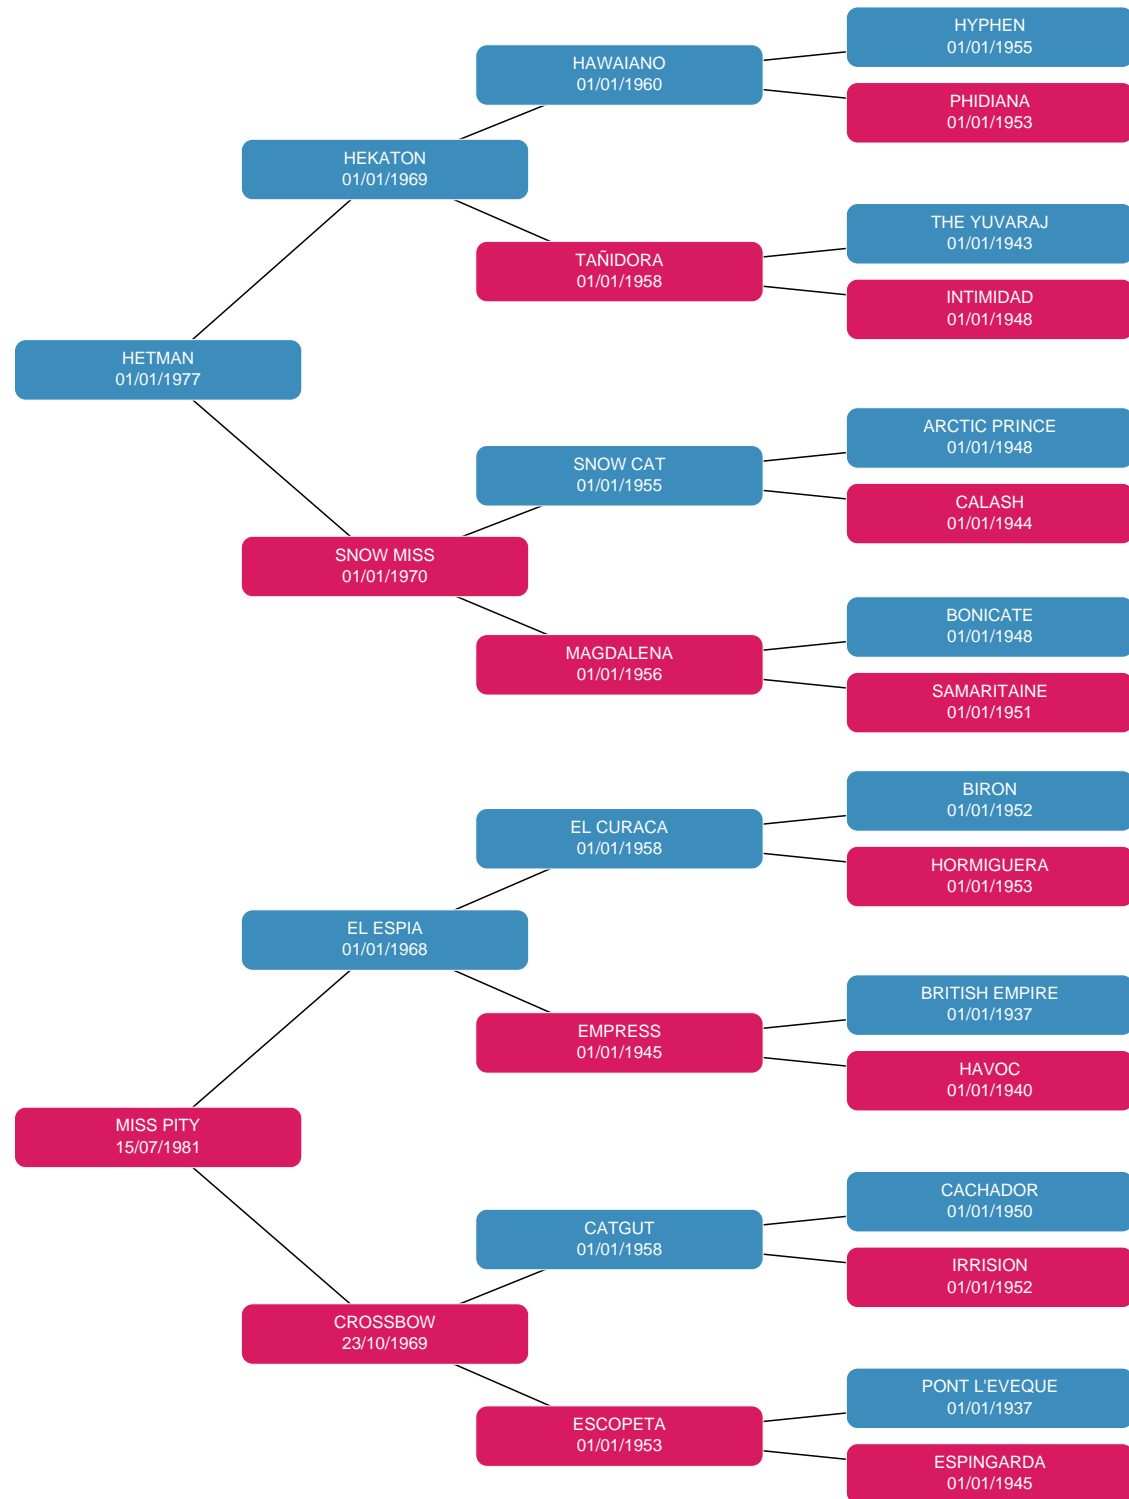 HYPHEN
01/01/1955
HAWAIANO
01/01/1960
PHIDIANA
01/01/1953
HEKATON
01/01/1969
THE YUVARAJ
01/01/1943
TAÑIDORA
01/01/1958
INTIMIDAD
01/01/1948
HETMAN
01/01/1977
ARCTIC PRINCE
01/01/1948
SNOW CAT
01/01/1955
CALASH
01/01/1944
SNOW MISS
01/01/1970
BONICATE
01/01/1948
MAGDALENA
01/01/1956
SAMARITAINE
01/01/1951
BIRON
01/01/1952
EL CURACA
01/01/1958
HORMIGUERA
01/01/1953
EL ESPIA
01/01/1968
BRITISH EMPIRE
01/01/1937
EMPRESS
01/01/1945
HAVOC
01/01/1940
MISS PITY
15/07/1981
CACHADOR
01/01/1950
CATGUT
01/01/1958
IRRISION
01/01/1952
CROSSBOW
23/10/1969
PONT L'EVEQUE
01/01/1937
ESCOPETA
01/01/1953
ESPINGARDA
01/01/1945